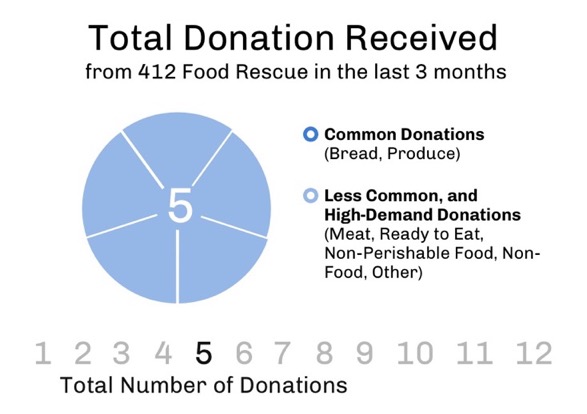 Total Donation Received
from 412 Food Rescue in the last 3 months
5
Common Donations
(Bread, Produce)
Less Common, and
High-Demand Donations
(Meat, Ready to Eat,
Non-Perishable Food, Non-
Food, Other)
1 2 3 4 5 6 7 8 9 10 11 12
Total Number of Donations